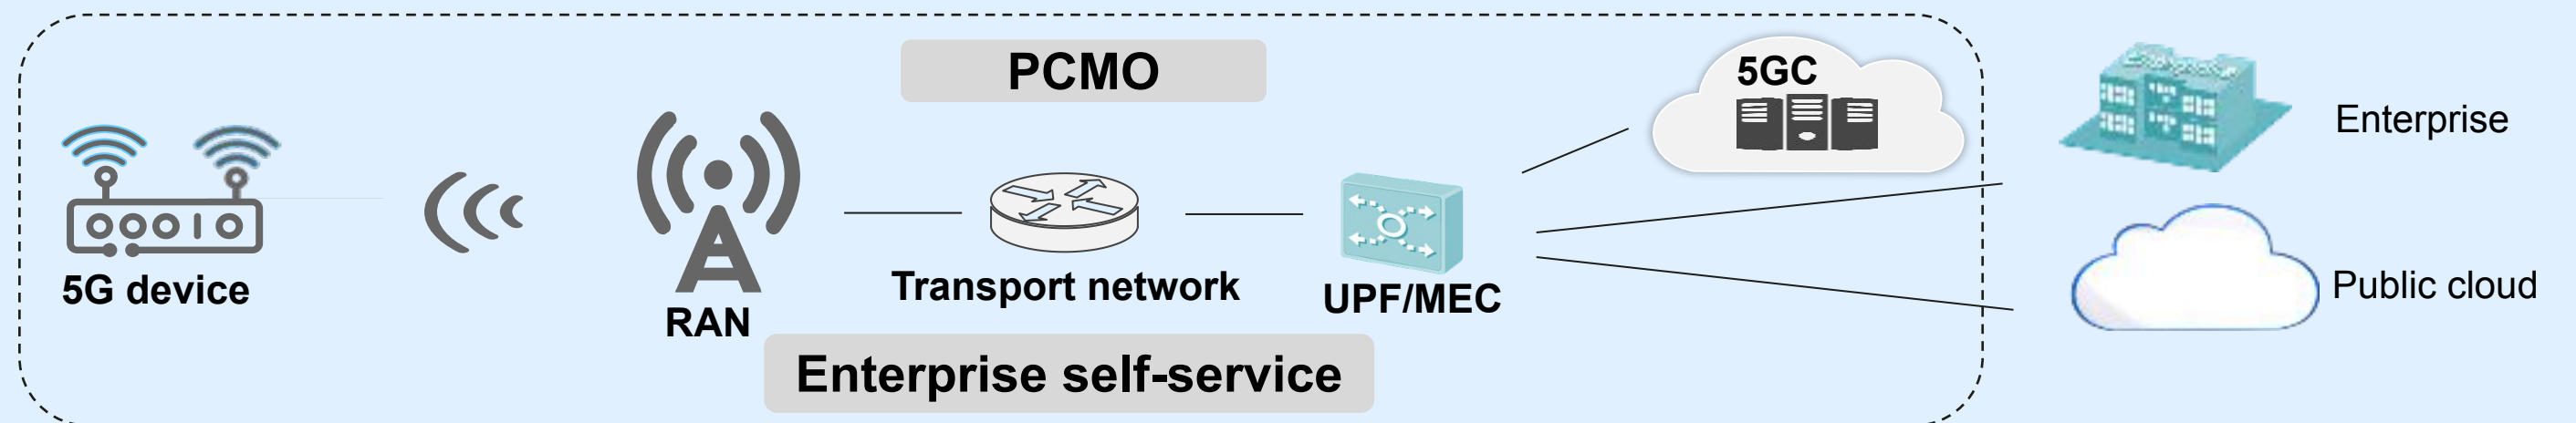 PCMO
5GC
Enterprise
5G device
Transport network
UPF/MEC
Public cloud
RAN
Enterprise self-service